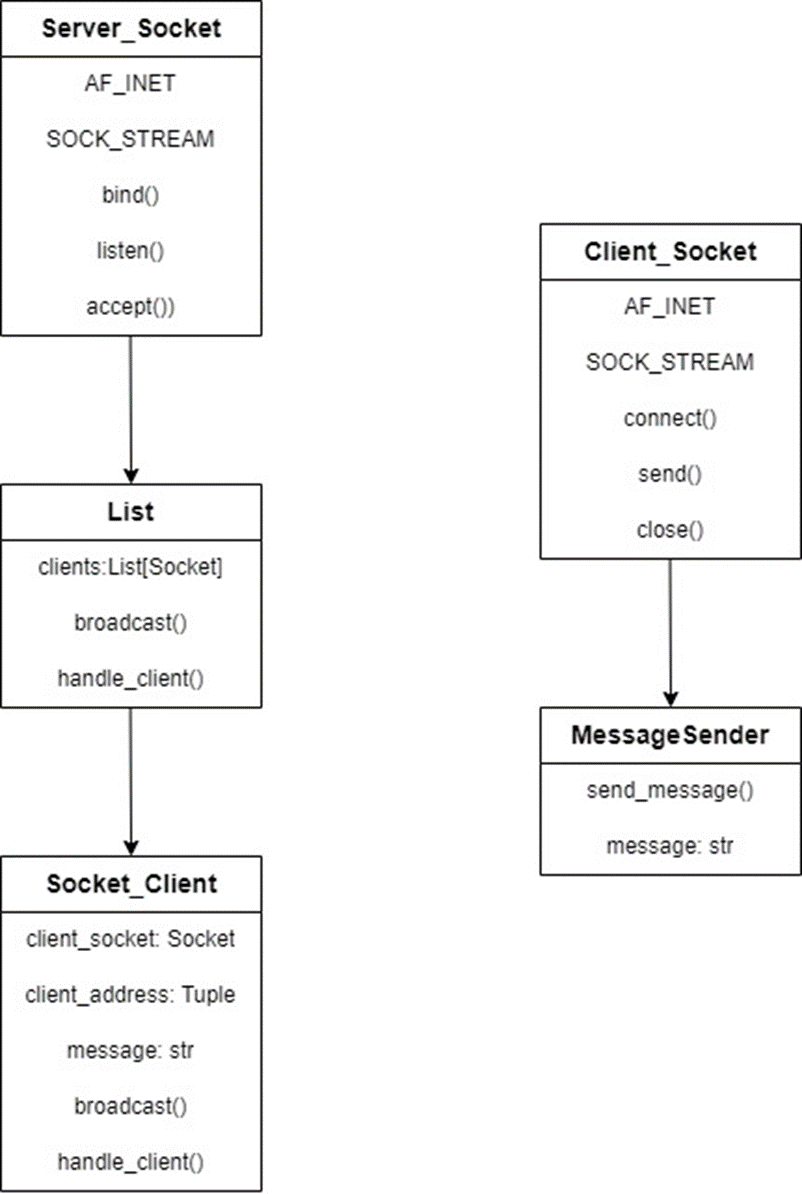 Server_Socket
AF_INET
SOCK_STREAM
bind()
listen()
accept())
List
clients:List[Socket]
broadcast()
handle_client()
Socket_Client
client_socket: Socket
client_address: Tuple
message: str
broadcast()
handle_client()
Client_Socket
AF_INET
SOCK_STREAM
connect()
send()
close()
MessageSender
send_message()
message: str